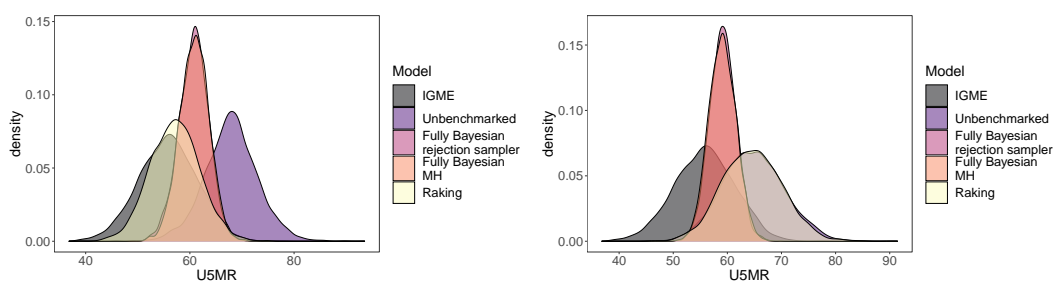 0.15
0.10
0.05
0.00
density
40
60
80
U5MR
Model
IGME
Unbenchmarked
Fully Bayesian
rejection sampler
Fully Bayesian
MH
Raking
0.15
0.10
0.05
0.00
density
40
50
60
70
80
90
U5MR
Model
IGME
Unbenchmarked
Fully Bayesian
rejection sampler
Fully Bayesian
MH
Raking